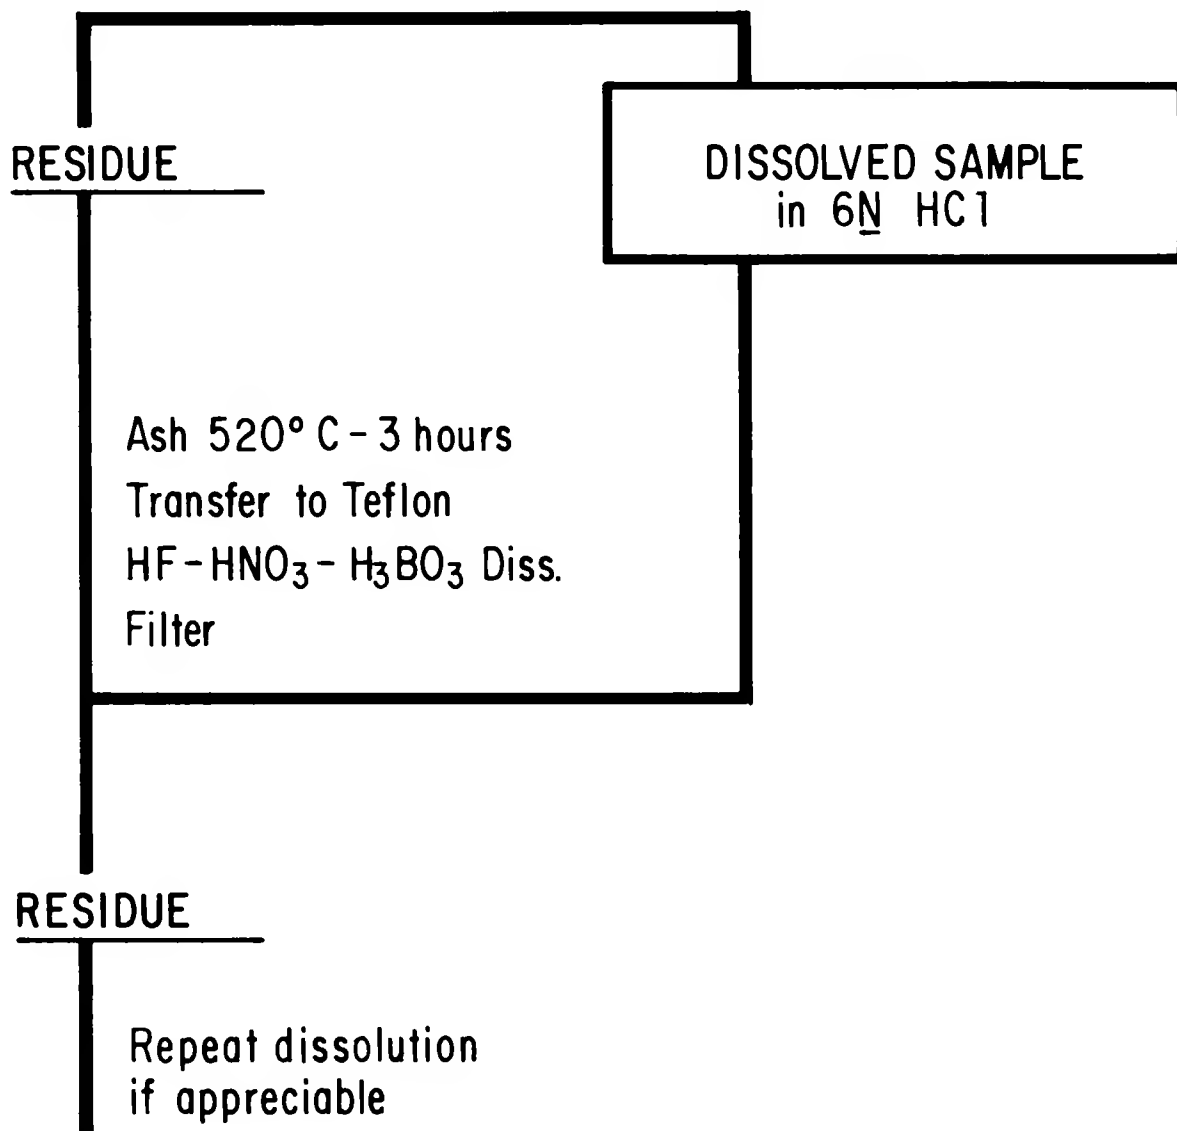 RESIDUE
DISSOLVED SAMPLE
in 6N HCl
Ash 520° C - 3 hours
Transfer to Teflon
HF - HNO₃ - H₃BO₃ Diss.
Filter
RESIDUE
Repeat dissolution
if appreciable